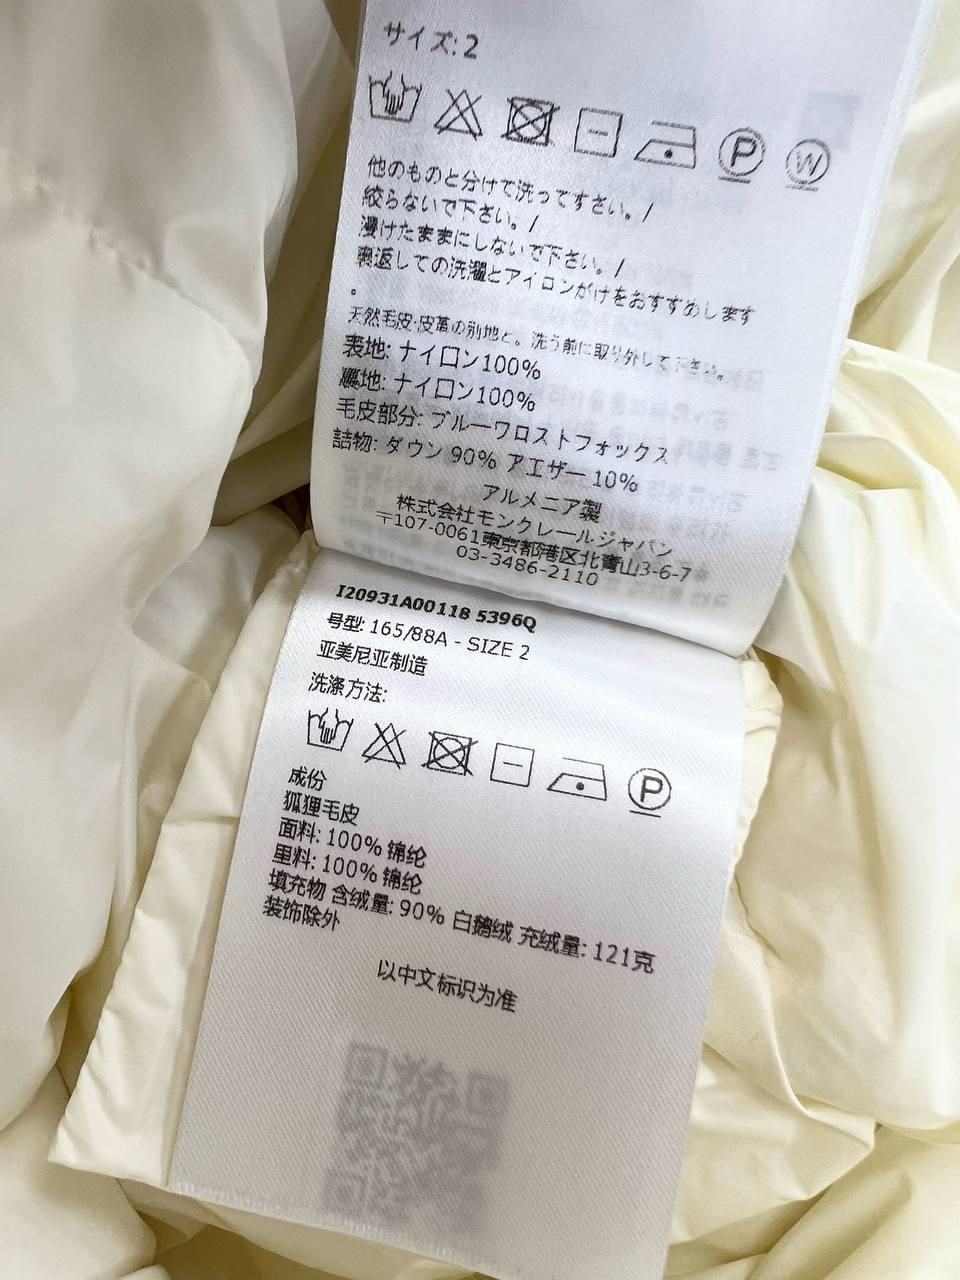 サイズ: 2
P W
他のものと分けて洗ってすさい。/
絞らないで下さい。/
浸けたままにしないで下さい。/
裏返しての洗濯とアイロンがけをおすすめします
。
天然毛皮·皮革の別地と。洗う前に取り外して下さい。
表地: ナイロン100%
裏地: ナイロン100%
毛皮部分: ブルーワロストフォックス
詰物: ダウン 90% アエザー 10%
アルメニア製
株式会社モンクレールジャパン
〒107-0061東京都港区北青山3-6-7
03-3486-2110
I20931A00118 5396Q
号型: 165/88A - SIZE 2
亚美尼亚制造
洗涤方法:
P
成份
狐狸毛皮
面料: 100% 锦纶
里料: 100% 锦纶
填充物 含绒量: 90% 白鹅绒 充绒量: 121克
装饰除外
以中文标识为准